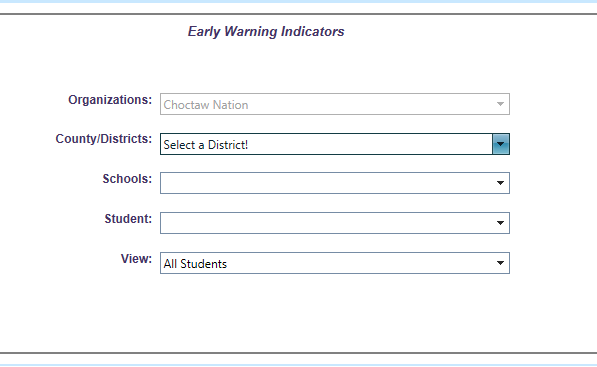 Early Warning Indicators
Organizations: Choctaw Nation
County/Districts: Select a District!
Schools:
Student:
View: All Students